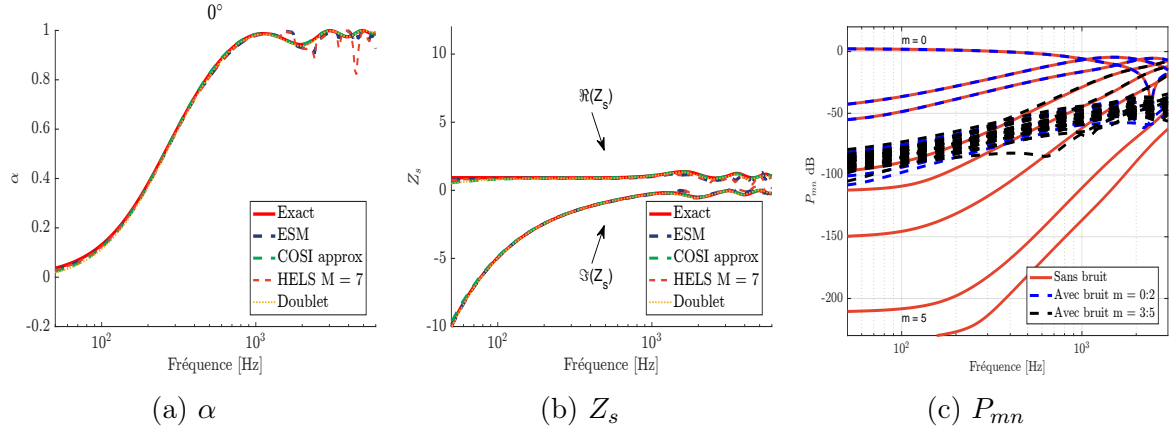 0°
1
0.8
0.6
0.4
0.2
0
-0.2
α
10²
10³
Fréquence [Hz]
Exact
ESM
COSI approx
HELS M = 7
Doublet
(a) α
10
5
0
-5
-10
Z_s
ℜ(Z_s)
ℑ(Z_s)
10²
10³
Fréquence [Hz]
Exact
ESM
COSI approx
HELS M = 7
Doublet
(b) Z_s
0
-50
-100
-150
-200
P_mn dB
m = 0
m = 5
10²
10³
Fréquence [Hz]
Sans bruit
Avec bruit m = 0:2
Avec bruit m = 3:5
(c) P_mn